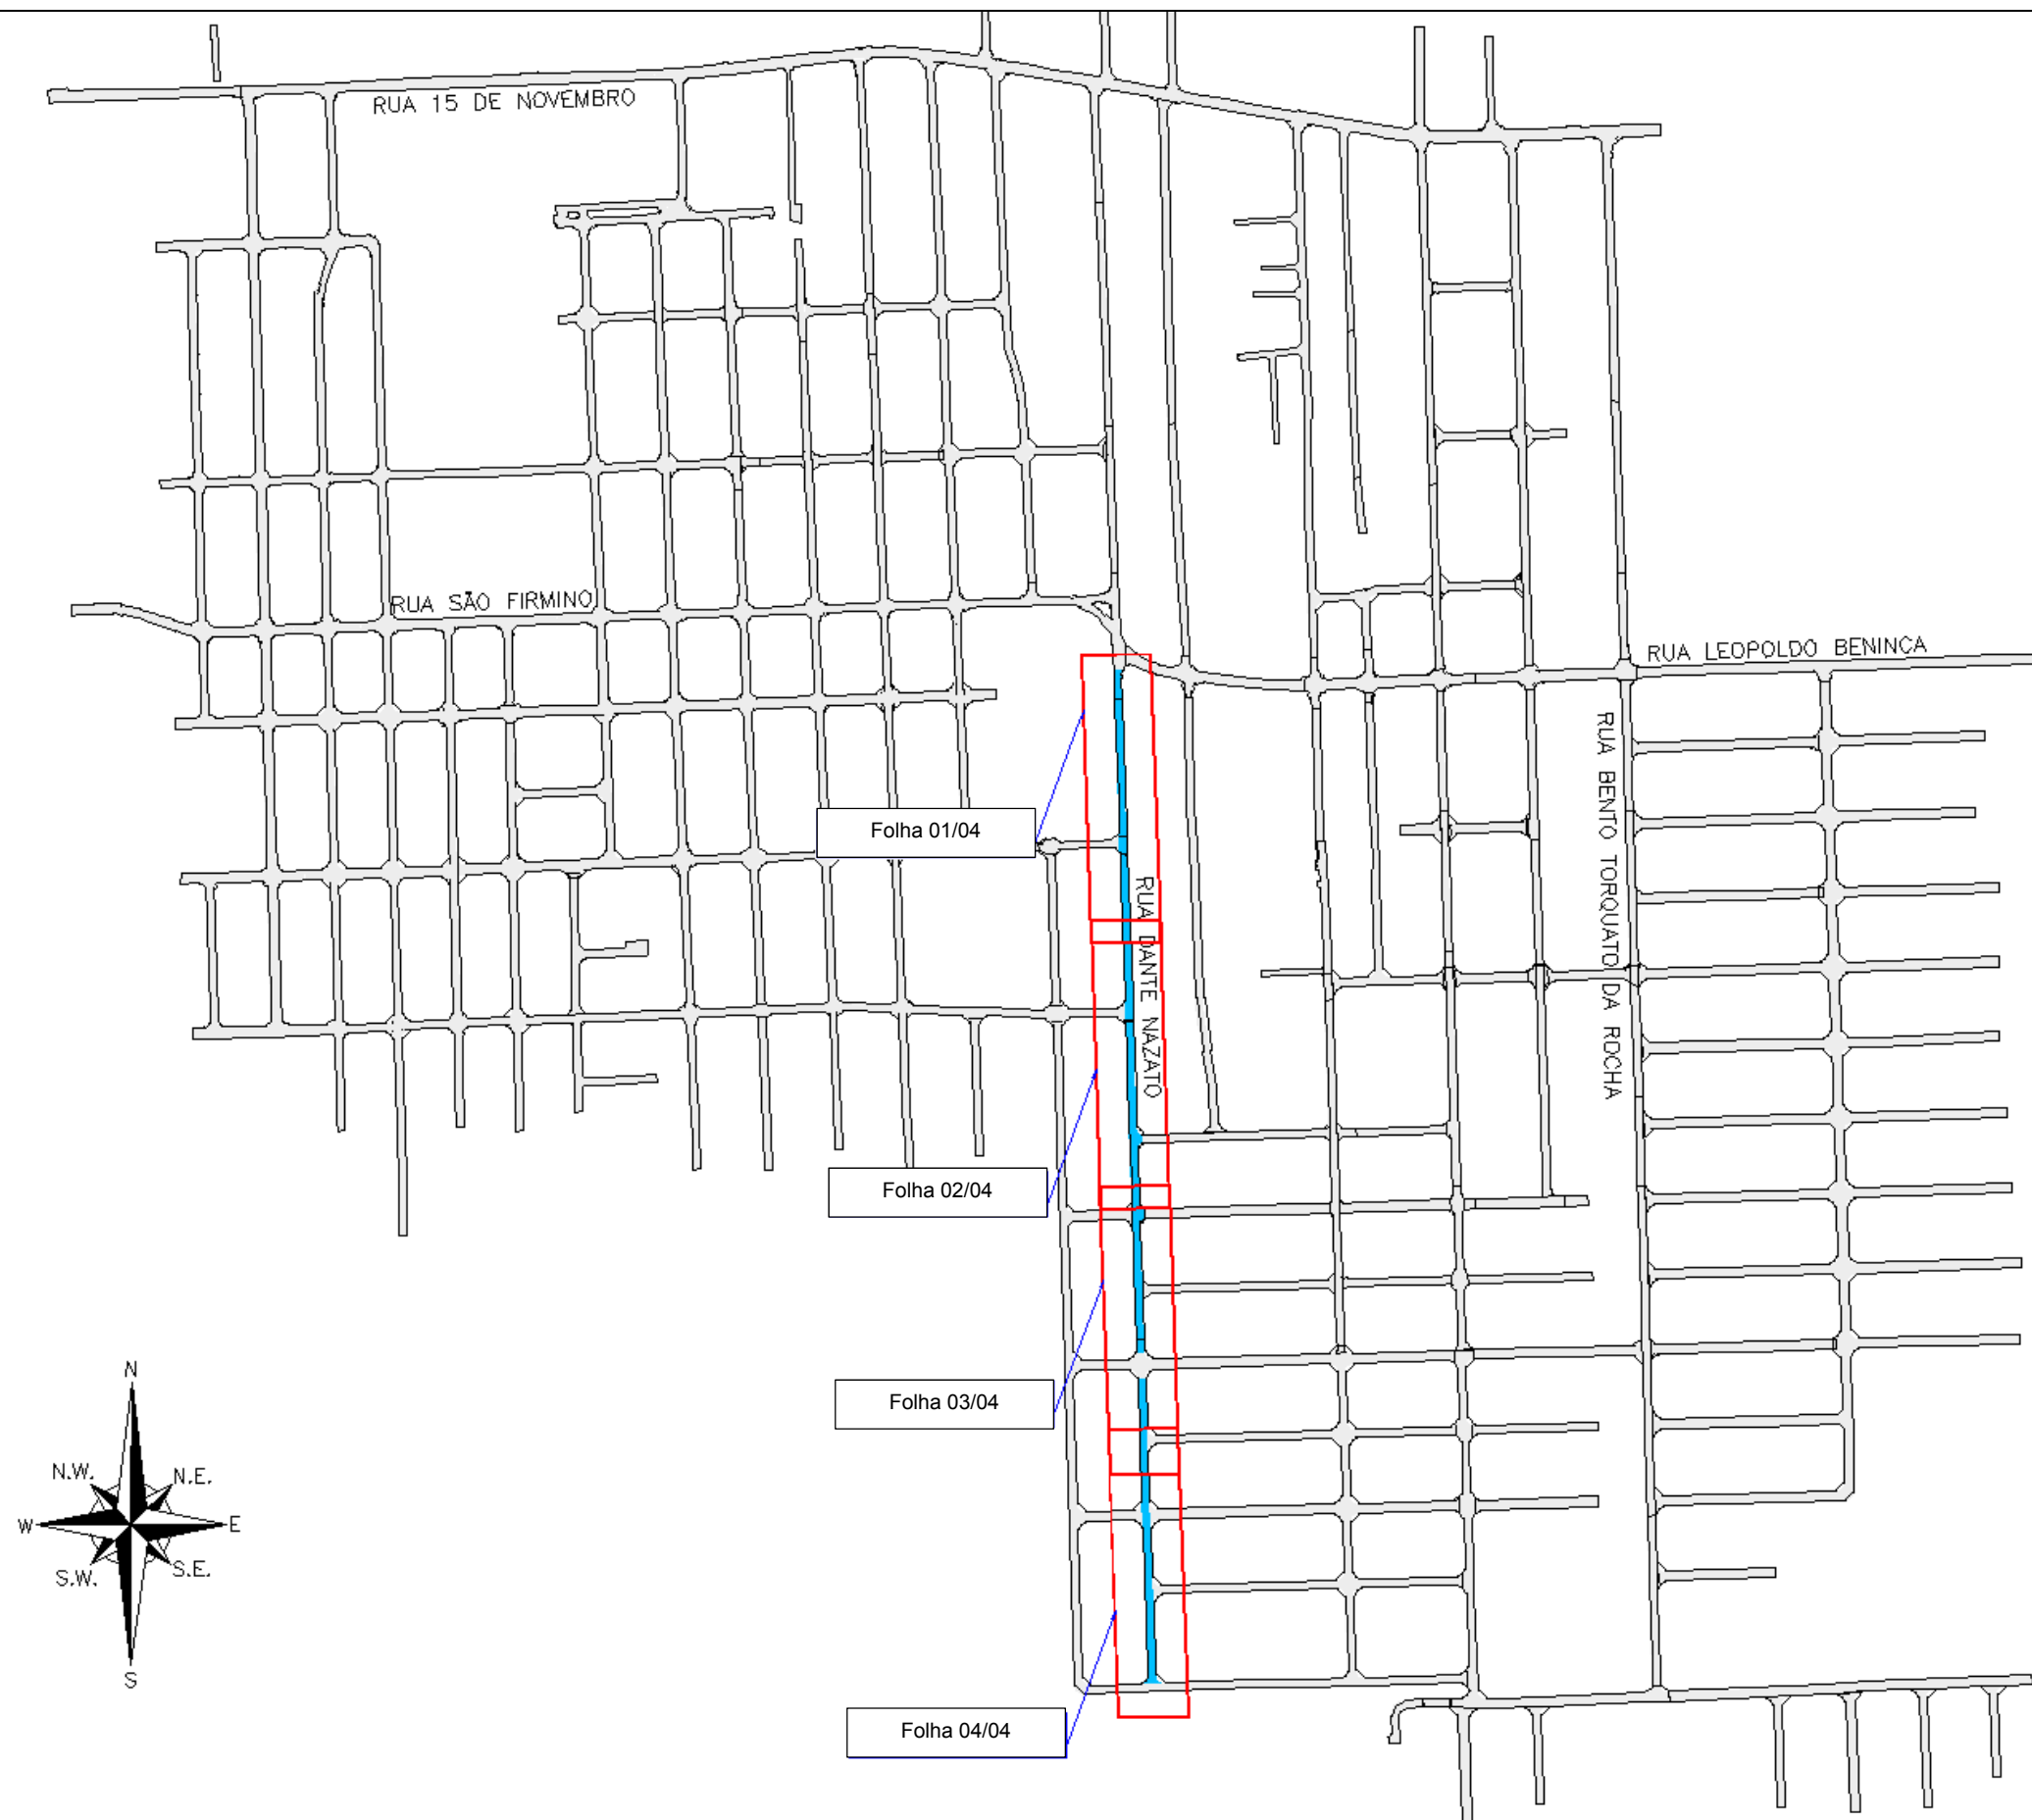 RUA 15 DE NOVEMBRO
RUA SÃO FIRMINO
RUA LEOPOLDO BENINCA
RUA BENTO TORQUATO DA ROCHA
Folha 01/04
RUA DANTE NAZATO
Folha 02/04
Folha 03/04
Folha 04/04
N
N.W.
N.E.
W
E
S.W.
S.E.
S